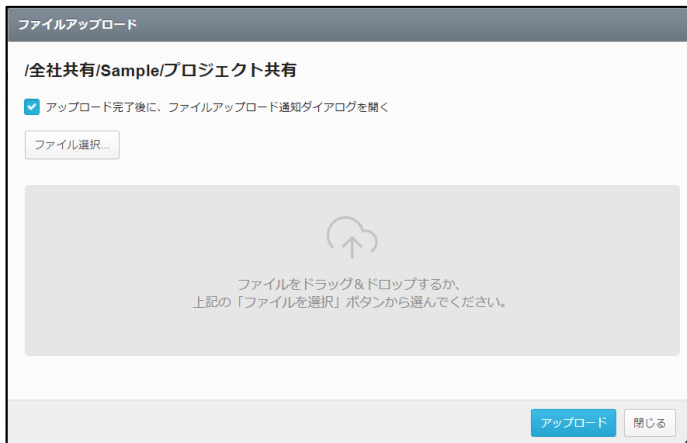 ファイルアップロード
/全社共有/Sample/プロジェクト共有
アップロード完了後に、ファイルアップロード通知ダイアログを開く
ファイル選択...
ファイルをドラッグ＆ドロップするか、
上記の「ファイルを選択」ボタンから選んでください。
アップロード 閉じる